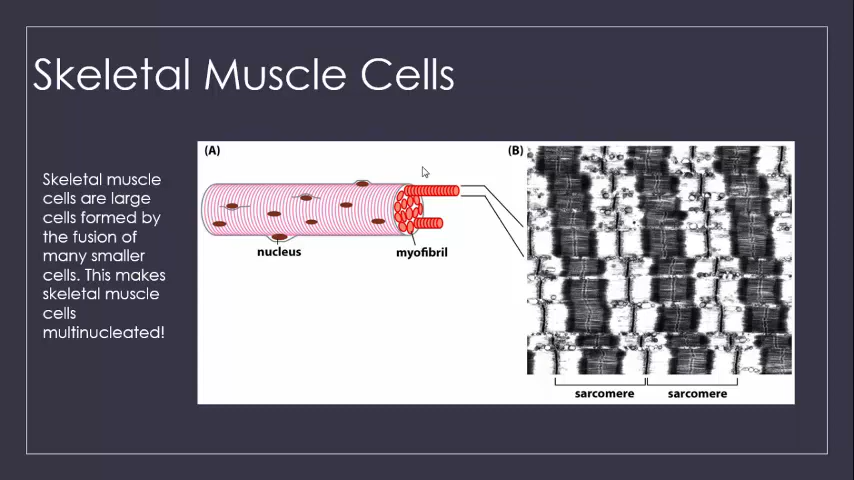 Skeletal Muscle Cells
Skeletal muscle
cells are large
cells formed by
the fusion of
many smaller
cells. This makes
skeletal muscle
cells
multinucleated!
(A)
(B)
nucleus
myofibril
sarcomere
sarcomere